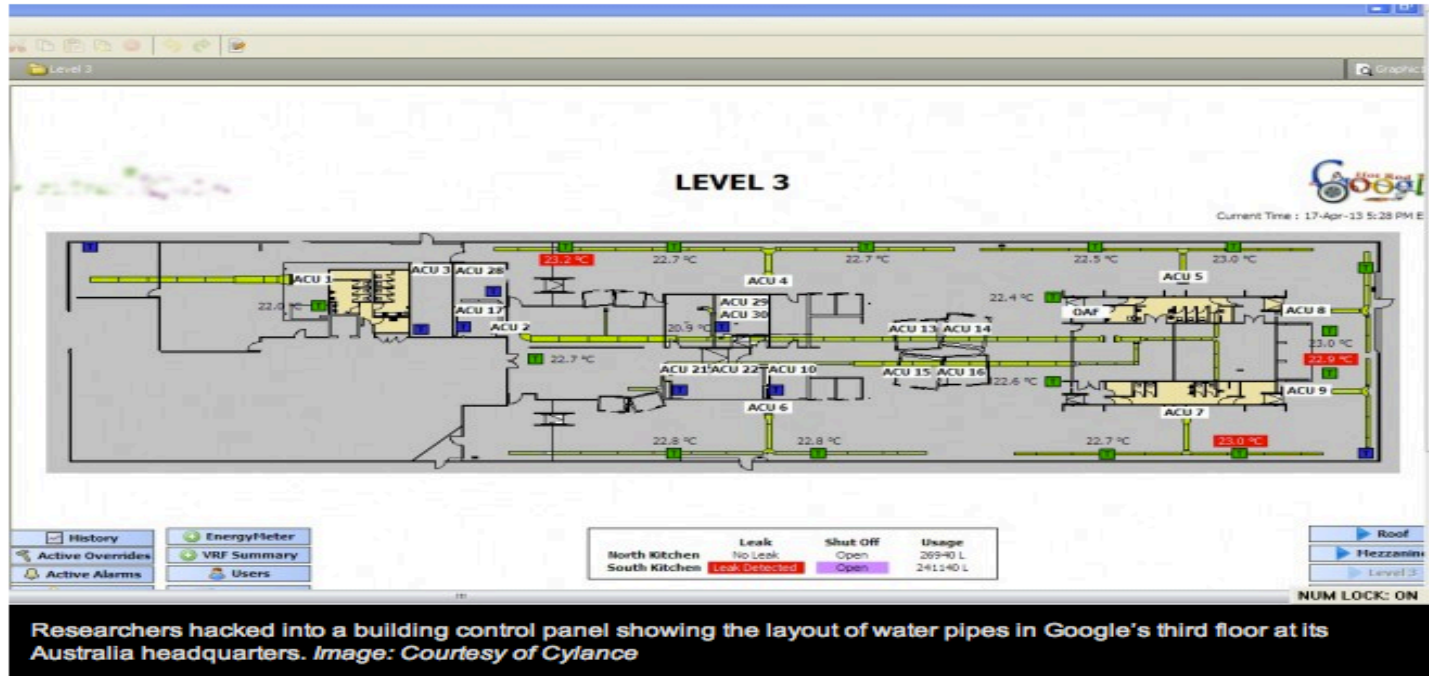 Level 3
Graphics
LEVEL 3
Hot Rod
Googl
Current Time : 17-Apr-13 5:28 PM E
23.2 °C 22.7 °C 22.7 °C 22.5 °C 23.0 °C
ACU 1 ACU 3 ACU 28 ACU 4 ACU 5
22.0 °C ACU 17 ACU 29 22.4 °C OAF ACU 8
ACU 2 20.9 °C ACU 30 ACU 13 ACU 14
23.0 °C
22.7 °C 22.9 °C
ACU 21 ACU 22 ACU 10 ACU 15 ACU 16 22.6 °C
ACU 9
ACU 6 ACU 7
22.8 °C 22.8 °C 22.7 °C 23.0 °C
History EnergyMeter
Active Overrides VRF Summary
Active Alarms Users
Leak Shut Off Usage
North Kitchen No Leak Open 26940 L
South Kitchen Leak Detected Open 241140 L
Roof
Mezzanine
Level 3
NUM LOCK: ON
Researchers hacked into a building control panel showing the layout of water pipes in Google's third floor at its
Australia headquarters. Image: Courtesy of Cylance